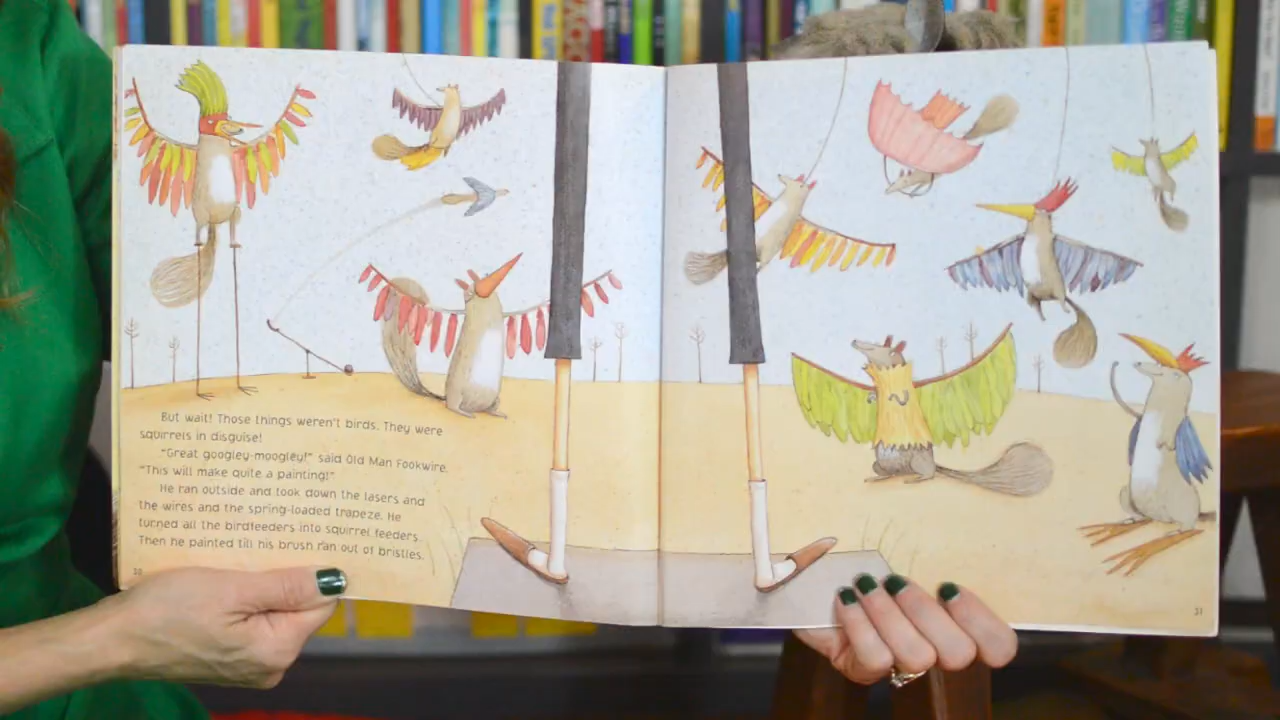 But wait! Those things weren't birds. They were
squirrels in disguise!
"Great googley-moogley!" said Old Man Fookwire.
"This will make quite a painting!"
He ran outside and took down the lasers and
the wires and the spring-loaded trapeze. He
turned all the birdfeeders into squirrel feeders.
Then he painted till his brush ran out of bristles.
30
31